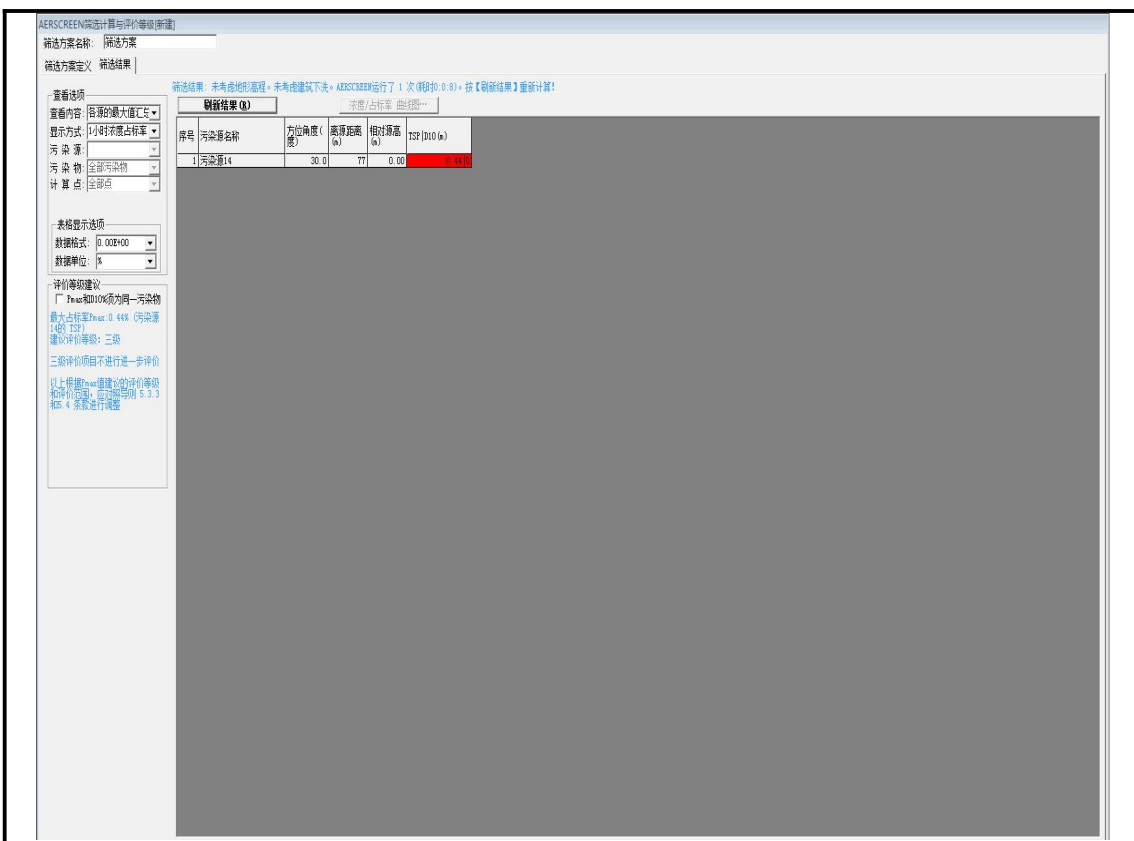 AERSCREEN筛选计算与评价等级[新建]
筛选方案名称: 筛选方案
筛选方案定义 筛选结果
筛选结果: 未考虑地形高程。未考虑建筑下洗。AERSCREEN运行了 1 次(耗时0:0:8)。按【刷新结果】重新计算!
查看选项
查看内容: 各源的最大值汇总
显示方式: 1小时浓度占标率
污 染 源:
污 染 物: 全部污染物
计 算 点: 全部点
表格显示选项
数据格式: 0.00E+00
数据单位: %
评价等级建议
Pmax和D10%须为同一污染物
最大占标率Pmax:0.44% (污染源
14的 TSP)
建议评价等级: 三级
三级评价项目不进行进一步评价
以上根据Pmax值建议的评价等级
和评价范围, 应对照导则 5.3.3
和5.4 条款进行调整
刷新结果(R) 浓度/占标率 曲线图…
序号 污染源名称 方位角度(度) 离源距离(m) 相对源高(m) TSP|D10(m)
1 污染源14 30.0 77 0.00 0.44|0